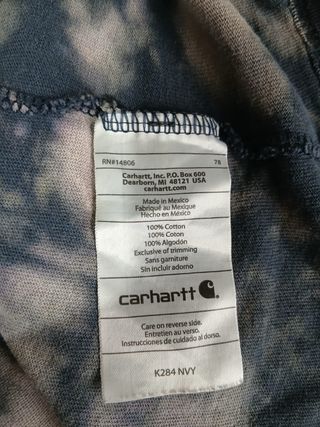 RN#14806 78
Carhartt, Inc. P.O. Box 600
Dearborn, MI 48121 USA
carhartt.com
Made in Mexico
Fabriqué au Mexique
Hecho en México
100% Cotton
100% Coton
100% Algodón
Exclusive of trimming
Sans garniture
Sin incluir adorno
carhartt
Care on reverse side.
Entretien au verso.
Instrucciones de cuidado al dorso.
K284 NVY